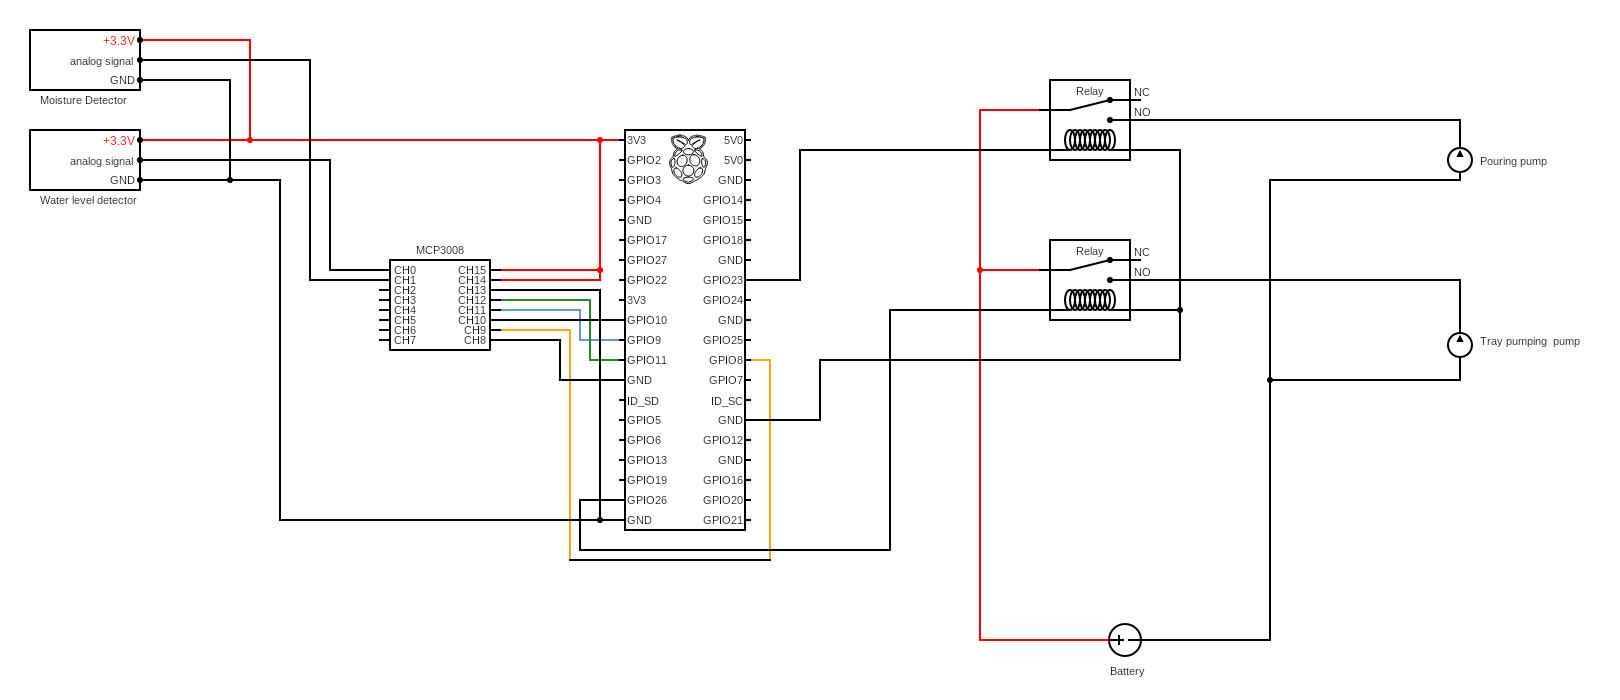 +3.3V
analog signal
GND
Moisture Detector
+3.3V
analog signal
GND
Water level detector
MCP3008
CH0 CH15
CH1 CH14
CH2 CH13
CH3 CH12
CH4 CH11
CH5 CH10
CH6 CH9
CH7 CH8
3V3 5V0
GPIO2 5V0
GPIO3 GND
GPIO4 GPIO14
GND GPIO15
GPIO17 GPIO18
GPIO27 GND
GPIO22 GPIO23
3V3 GPIO24
GPIO10 GND
GPIO9 GPIO25
GPIO11 GPIO8
GND GPIO7
ID_SD ID_SC
GPIO5 GND
GPIO6 GPIO12
GPIO13 GND
GPIO19 GPIO16
GPIO26 GPIO20
GND GPIO21
Relay
NC
NO
Pouring pump
Relay
NC
NO
Tray pumping pump
Battery